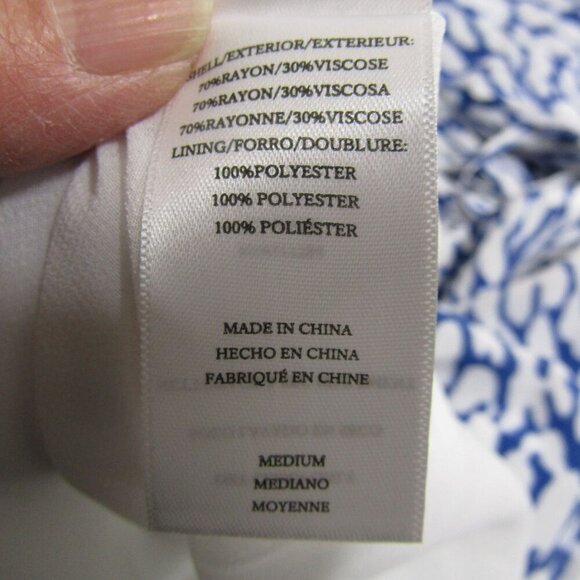 SHELL/EXTERIOR/EXTERIEUR:
70%RAYON/30%VISCOSE
70%RAYON/30%VISCOSA
70%RAYONNE/30%VISCOSE
LINING/FORRO/DOUBLURE:
100%POLYESTER
100% POLYESTER
100% POLIÉSTER
MADE IN CHINA
HECHO EN CHINA
FABRIQUÉ EN CHINE
MEDIUM
MEDIANO
MOYENNE